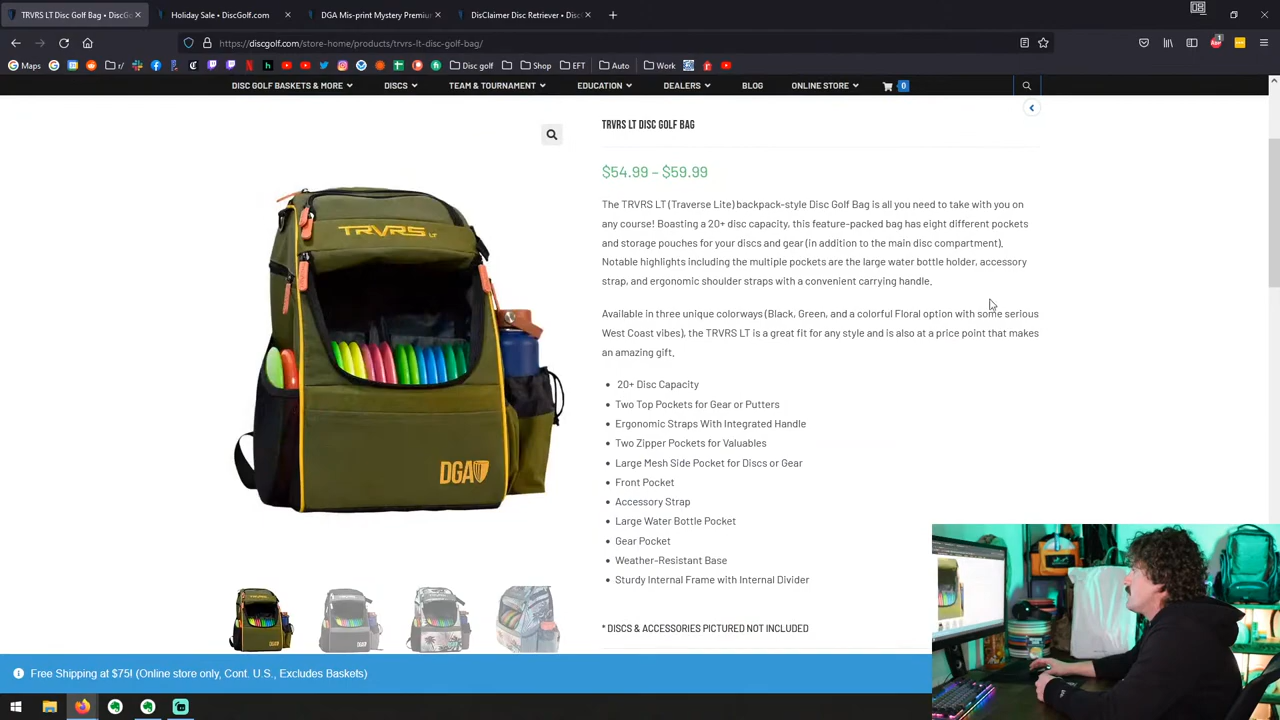 TRVRS LT Disc Golf Bag - DiscGo
Holiday Sale - DiscGolf.com
DGA Mis-print Mystery Premium
DisClaimer Disc Retriever - Disc
https://discgolf.com/store-home/products/trvrs-lt-disc-golf-bag/
1
Maps
r/
Disc golf
Shop
EFT
Auto
Work
DISC GOLF BASKETS & MORE
DISCS
TEAM & TOURNAMENT
EDUCATION
DEALERS
BLOG
ONLINE STORE
0
TRVRS LT DISC GOLF BAG
$54.99 – $59.99
The TRVRS LT (Traverse Lite) backpack-style Disc Golf Bag is all you need to take with you on
any course! Boasting a 20+ disc capacity, this feature-packed bag has eight different pockets
and storage pouches for your discs and gear (in addition to the main disc compartment).
Notable highlights including the multiple pockets are the large water bottle holder, accessory
strap, and ergonomic shoulder straps with a convenient carrying handle.
Available in three unique colorways (Black, Green, and a colorful Floral option with some serious
West Coast vibes), the TRVRS LT is a great fit for any style and is also at a price point that makes
an amazing gift.
20+ Disc Capacity
Two Top Pockets for Gear or Putters
Ergonomic Straps With Integrated Handle
Two Zipper Pockets for Valuables
Large Mesh Side Pocket for Discs or Gear
Front Pocket
Accessory Strap
Large Water Bottle Pocket
Gear Pocket
Weather-Resistant Base
Sturdy Internal Frame with Internal Divider
* DISCS & ACCESSORIES PICTURED NOT INCLUDED
TRVRS LT
DGA
Free Shipping at $75! (Online store only, Cont. U.S., Excludes Baskets)